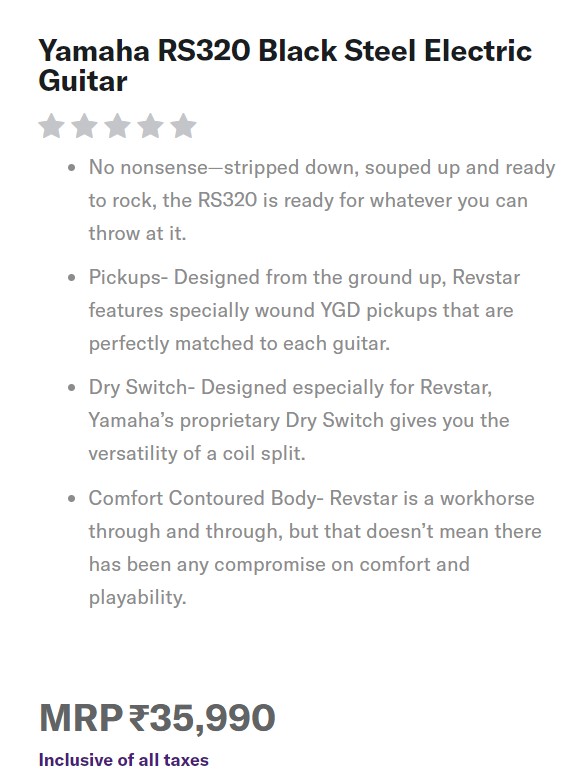 Yamaha RS320 Black Steel Electric
Guitar
• No nonsense—stripped down, souped up and ready
to rock, the RS320 is ready for whatever you can
throw at it.
• Pickups- Designed from the ground up, Revstar
features specially wound YGD pickups that are
perfectly matched to each guitar.
• Dry Switch- Designed especially for Revstar,
Yamaha’s proprietary Dry Switch gives you the
versatility of a coil split.
• Comfort Contoured Body- Revstar is a workhorse
through and through, but that doesn’t mean there
has been any compromise on comfort and
playability.
MRP ₹35,990
Inclusive of all taxes